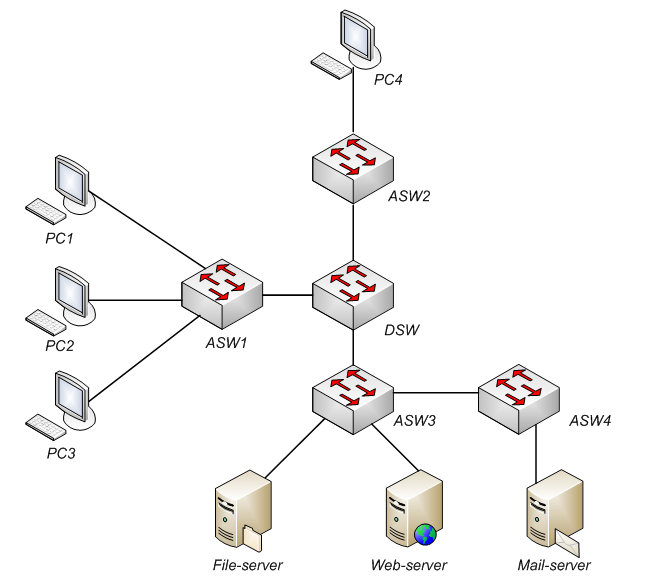 PC4
ASW2
PC1
PC2
ASW1
DSW
PC3
ASW3
ASW4
File-server
Web-server
Mail-server